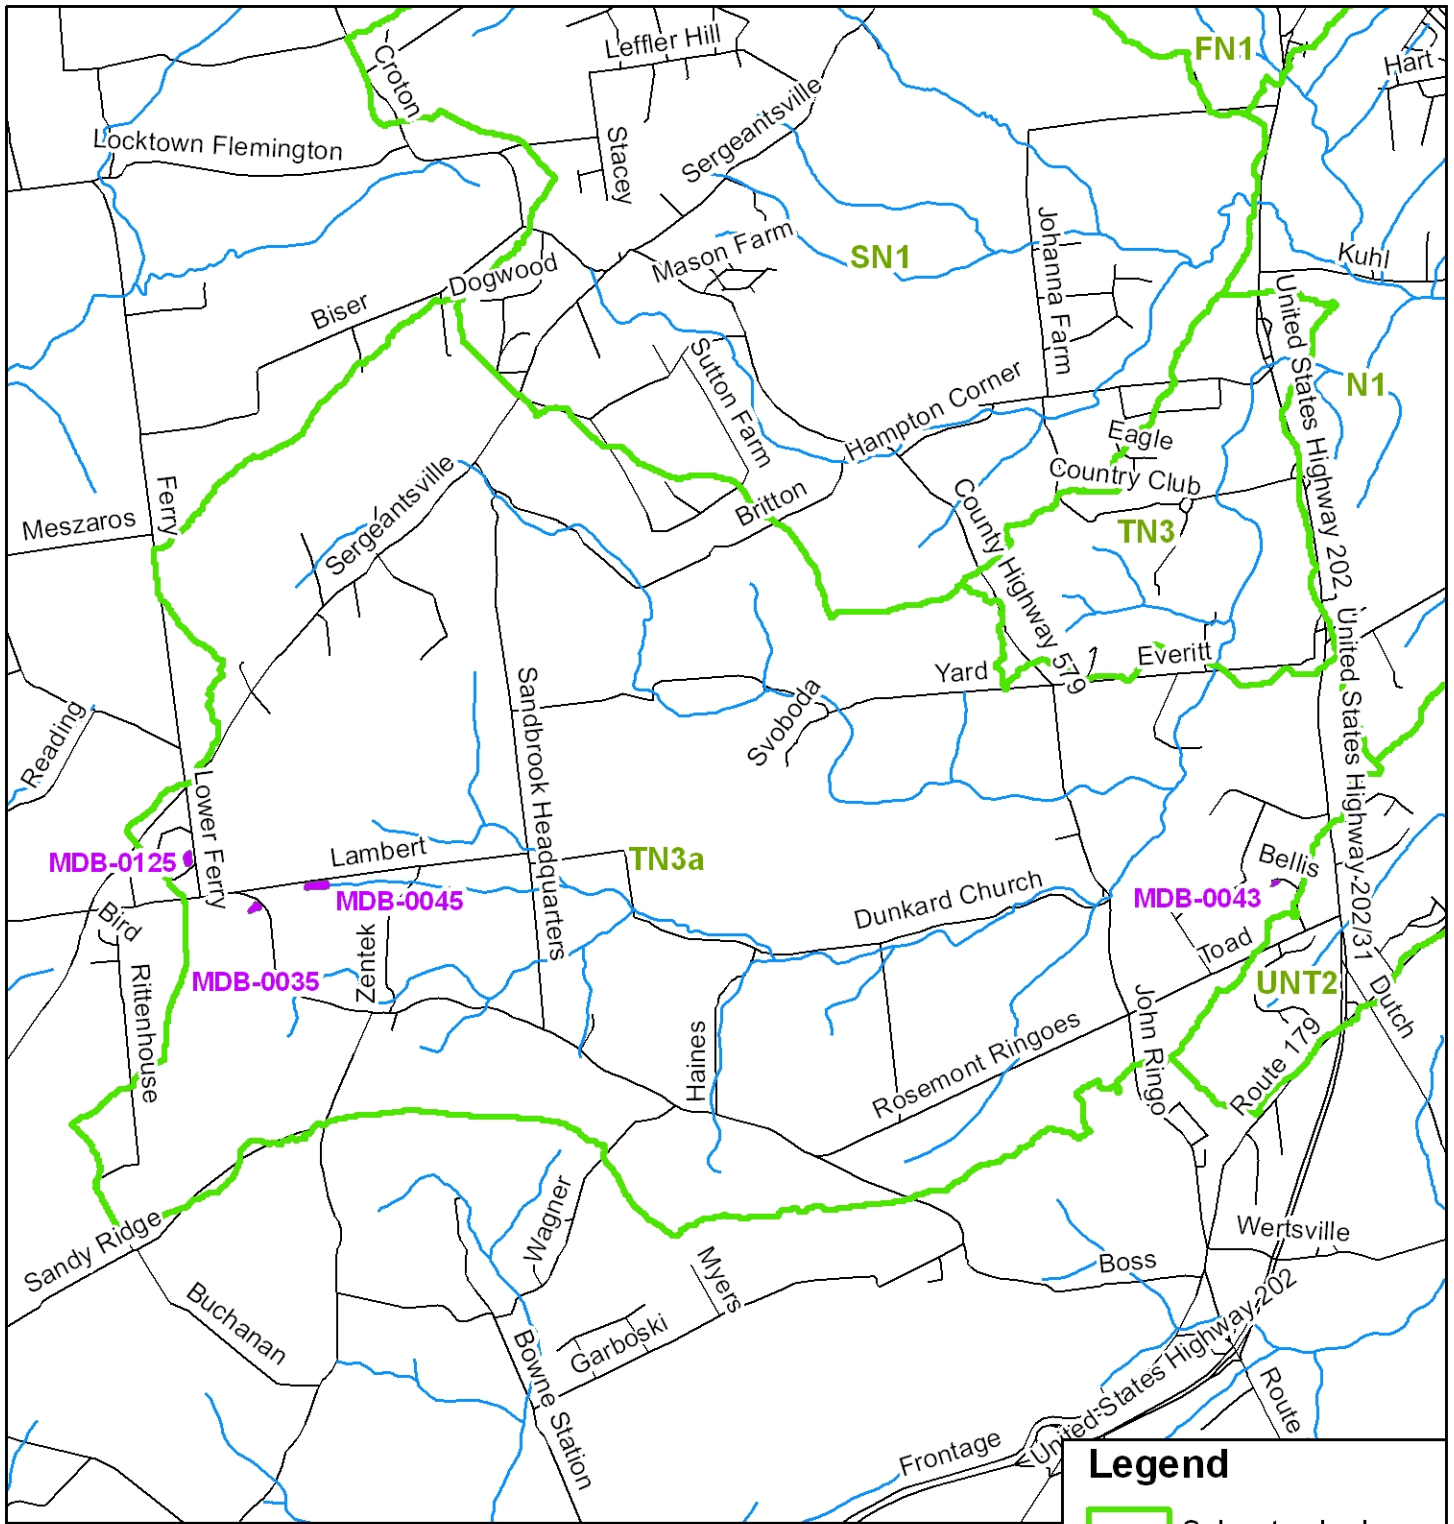 Croton
Leffler Hill
FN1
Hart
Locktown Flemington
Stacey
Sergeantsville
Mason Farm
SN1
Johanna Farm
Kuhl
Dogwood
Biser
United States Highway 202
Sutton Farm
Hampton Corner
N1
Eagle
Country Club
Sergeantsville
Ferry
Meszaros
Britton
County Highway 579
TN3
Everitt
Yard
United States Highway 202/31
Sandbrook Headquarters
Svoboda
Reading
Lower Ferry
MDB-0125
Lambert
TN3a
Bellis
MDB-0045
MDB-0043
Dunkard Church
Bird
Toad
Zentek
MDB-0035
Rittenhouse
UNT2
Dutch
John Ringo
Haines
Rosemont Ringoes
Route 179
Wagner
Sandy Ridge
Wertsville
Boss
Myers
Buchanan
Garboski
Bowne Station
United States Highway 202
Route
Frontage
Legend